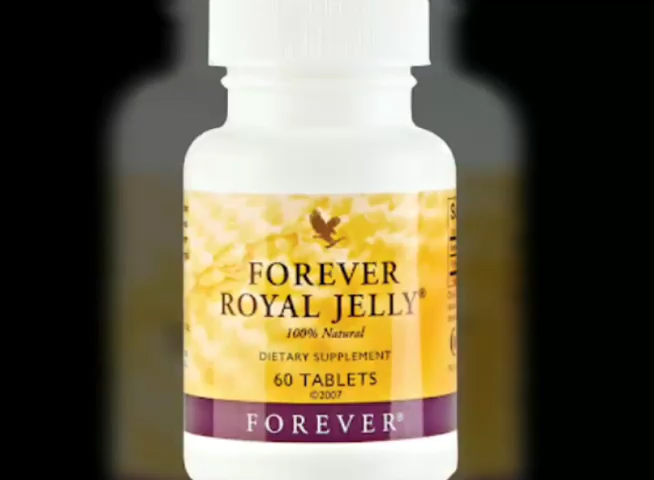 FOREVER
ROYAL JELLY®
100% Natural
DIETARY SUPPLEMENT
60 TABLETS
©2007
FOREVER®